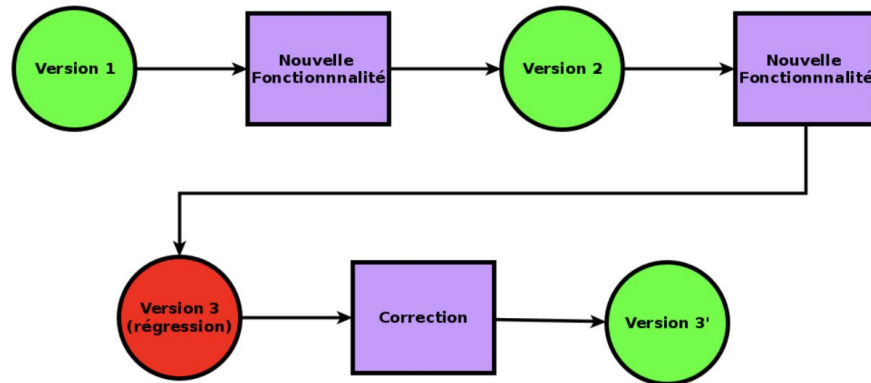 Version 1
Nouvelle
Fonctionnnalité
Version 2
Nouvelle
Fonctionnnalité
Version 3
(régression)
Correction
Version 3'